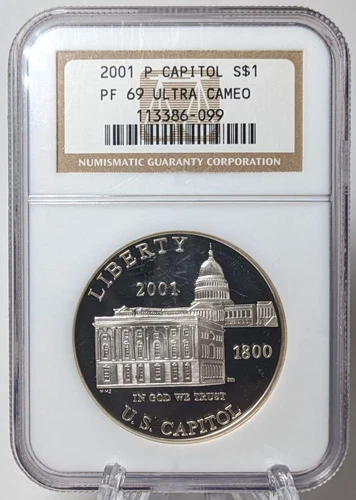 2001 P CAPITOL S$1
PF 69 ULTRA CAMEO
113386-099
NUMISMATIC GUARANTY CORPORATION
LIBERTY
2001
1800
IN GOD WE TRUST
U.S. CAPITOL